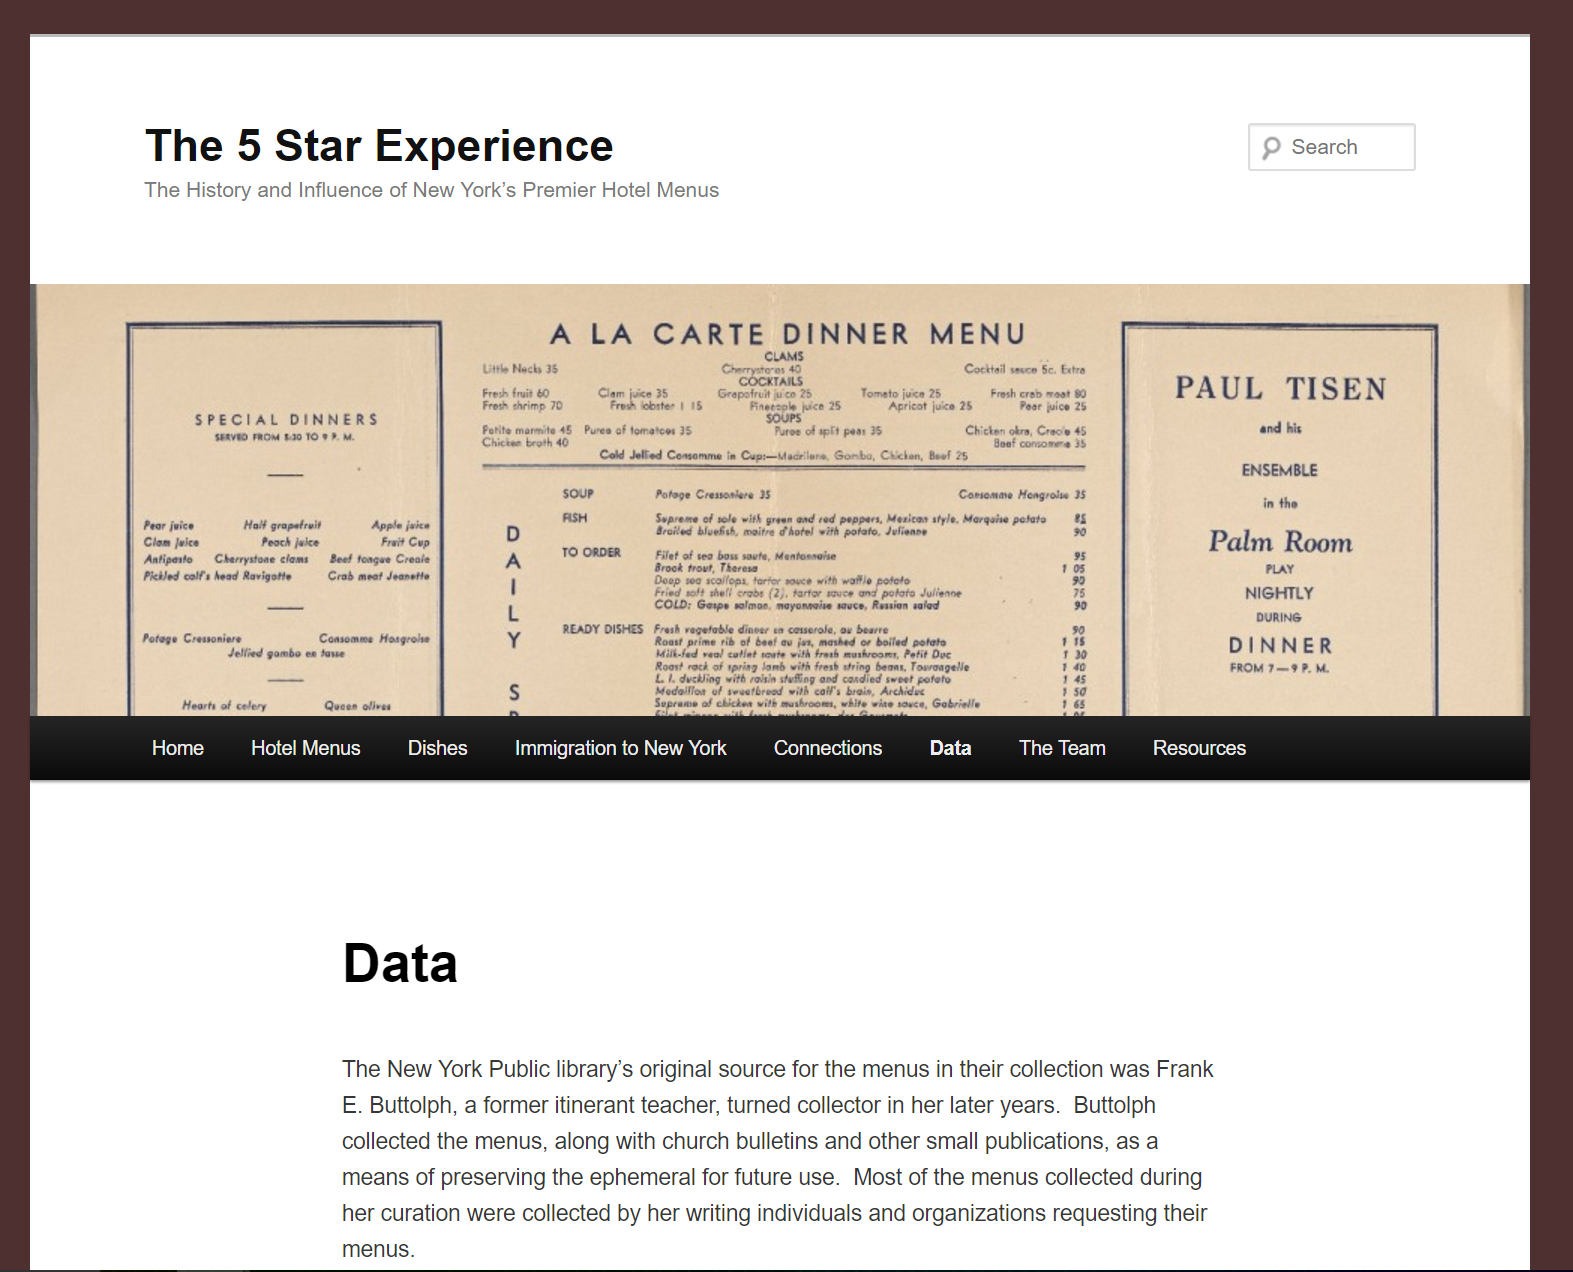 The 5 Star Experience
Search
The History and Influence of New York’s Premier Hotel Menus
SPECIAL DINNERS
SERVED FROM 5:30 TO 9 P. M.
Pear juice Half grapefruit Apple juice
Clam juice Peach juice Fruit Cup
Antipasto Cherrystone clams Beef tongue Creole
Pickled calf's head Ravigotte Crab meat Jeanette
Potage Cressoniere Consomme Hongroise
Jellied gombo en tasse
Hearts of celery Queen olives
A LA CARTE DINNER MENU
CLAMS
Little Necks 35 Cherrystones 40 Cocktail sauce 5c. Extra
COCKTAILS
Fresh fruit 60 Clam juice 35 Grapefruit juice 25 Tomato juice 25 Fresh crab meat 80
Fresh shrimp 70 Fresh lobster 1 15 Pineapple juice 25 Apricot juice 25 Pear juice 25
SOUPS
Petite marmite 45 Puree of tomatoes 35 Puree of split peas 35 Chicken okra, Creole 45
Chicken broth 40 Beef consomme 35
Cold Jellied Consomme in Cup:—Madrilene, Gombo, Chicken, Beef 25
DAILY
SOUP Potage Cressoniere 35 Consomme Hongroise 35
FISH Supreme of sole with green and red peppers, Mexican style, Marquise potato 85
Broiled bluefish, maitre d'hotel with potato, Julienne 90
TO ORDER Filet of sea bass saute, Mentonnaise 95
Brook trout, Theresa 1 05
Deep sea scallops, tartar sauce with waffle potato 90
Fried soft shell crabs (2), tartar sauce and potato Julienne 75
COLD: Gaspe salmon, mayonnaise sauce, Russian salad 90
READY DISHES Fresh vegetable dinner en casserole, au beurre 90
Roast prime rib of beef au jus, mashed or boiled potato 1 15
Milk-fed veal cutlet saute with fresh mushrooms, Petit Duc 1 30
Roast rack of spring lamb with fresh string beans, Tourangelle 1 40
L. I. duckling with raisin stuffing and candied sweet potato 1 45
Medallion of sweetbread with calf's brain, Archiduc 1 50
Supreme of chicken with mushrooms, white wine sauce, Gabrielle 1 65
PAUL TISEN
and his
ENSEMBLE
in the
Palm Room
PLAY
NIGHTLY
DURING
DINNER
FROM 7—9 P. M.
Home Hotel Menus Dishes Immigration to New York Connections Data The Team Resources
Data
The New York Public library’s original source for the menus in their collection was Frank
E. Buttolph, a former itinerant teacher, turned collector in her later years.  Buttolph
collected the menus, along with church bulletins and other small publications, as a
means of preserving the ephemeral for future use.  Most of the menus collected during
her curation were collected by her writing individuals and organizations requesting their
menus.